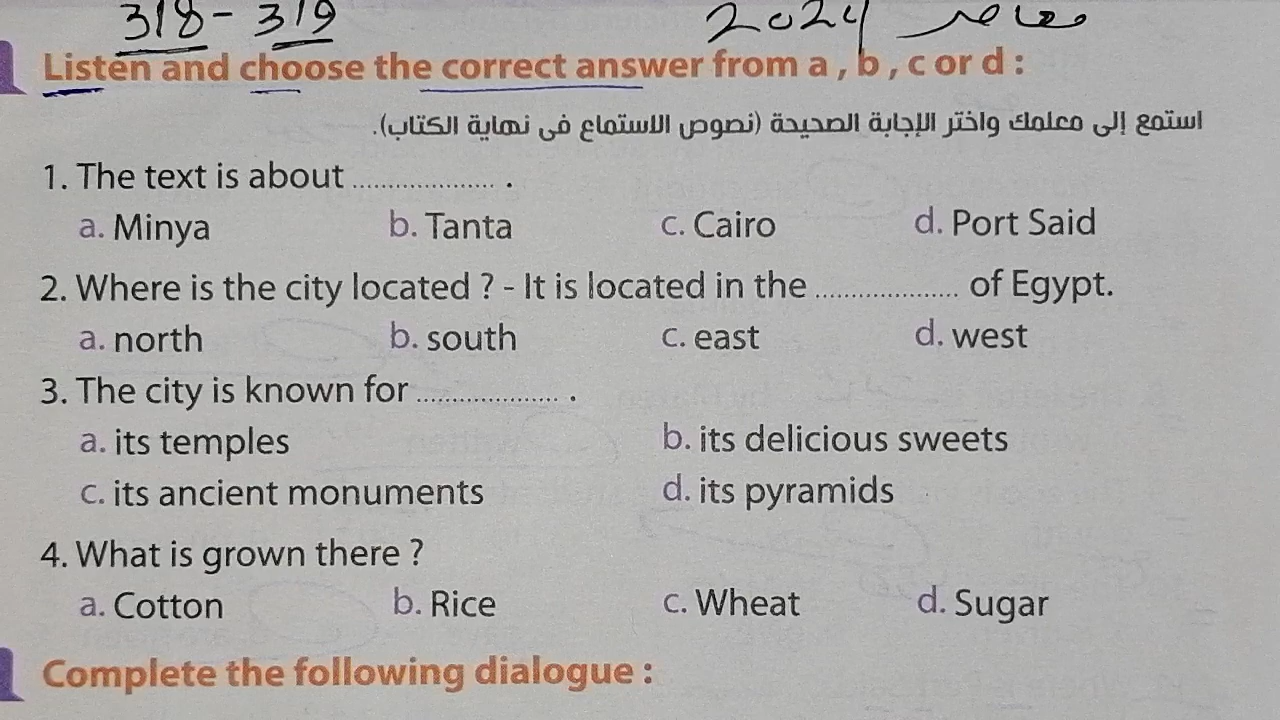 318 - 319 2024 معاصر
Listen and choose the correct answer from a , b , c or d :
استمع إلى معلمك واختر الإجابة الصحيحة (نصوص الاستماع فى نهاية الكتاب).
1. The text is about .................... .
a. Minya b. Tanta c. Cairo d. Port Said
2. Where is the city located ? - It is located in the .................... of Egypt.
a. north b. south c. east d. west
3. The city is known for .................... .
a. its temples b. its delicious sweets
c. its ancient monuments d. its pyramids
4. What is grown there ?
a. Cotton b. Rice c. Wheat d. Sugar
Complete the following dialogue :